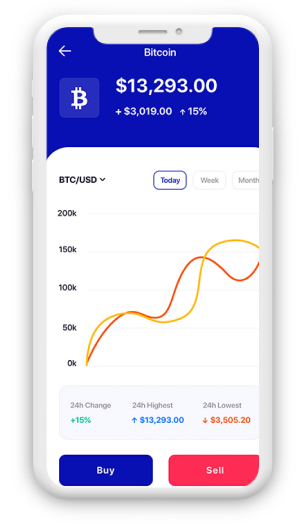 Bitcoin
$13,293.00
+ $3,019.00 ↑ 15%
BTC/USD
Today Week Month
200k
150k
100k
50k
0k
24h Change 24h Highest 24h Lowest
+15% ↑ $13,293.00 ↓ $3,505.20
Buy Sell